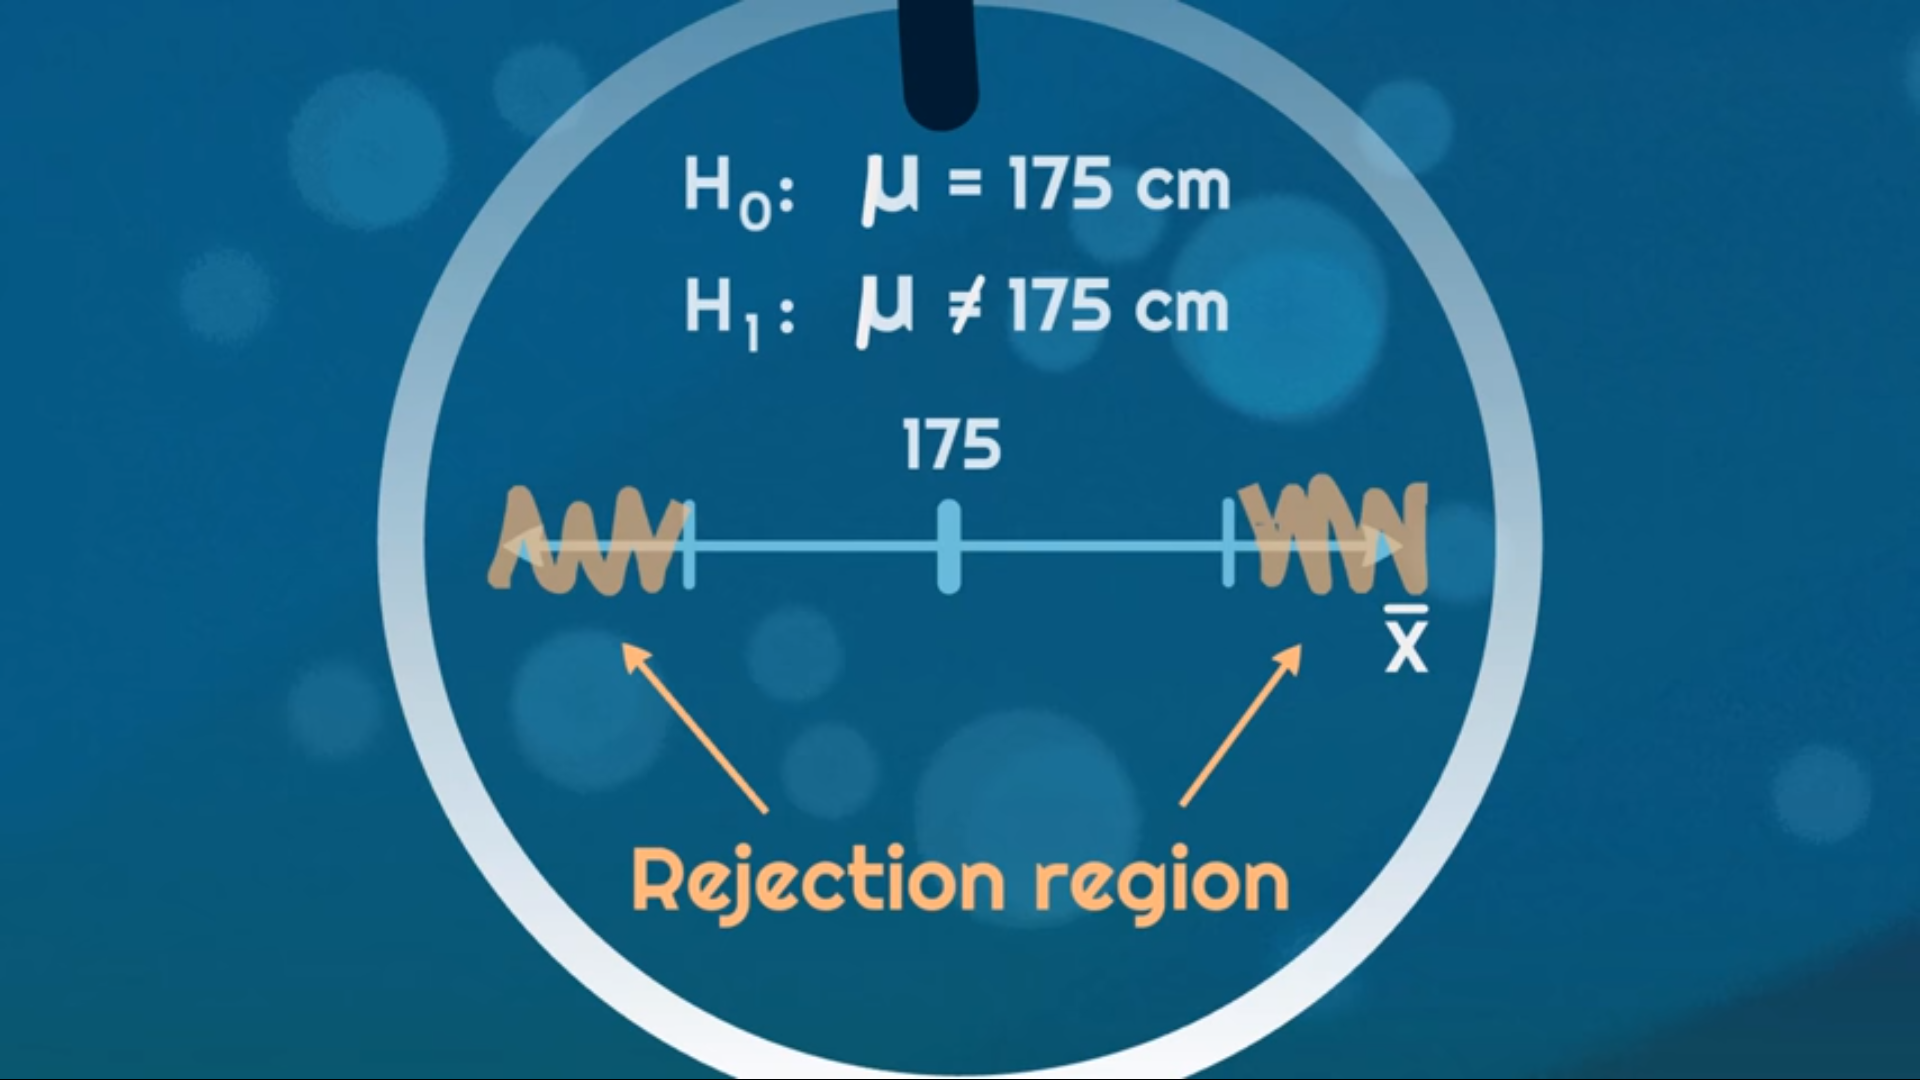 H₀: μ = 175 cm
H₁: μ ≠ 175 cm
175
x̄
Rejection region